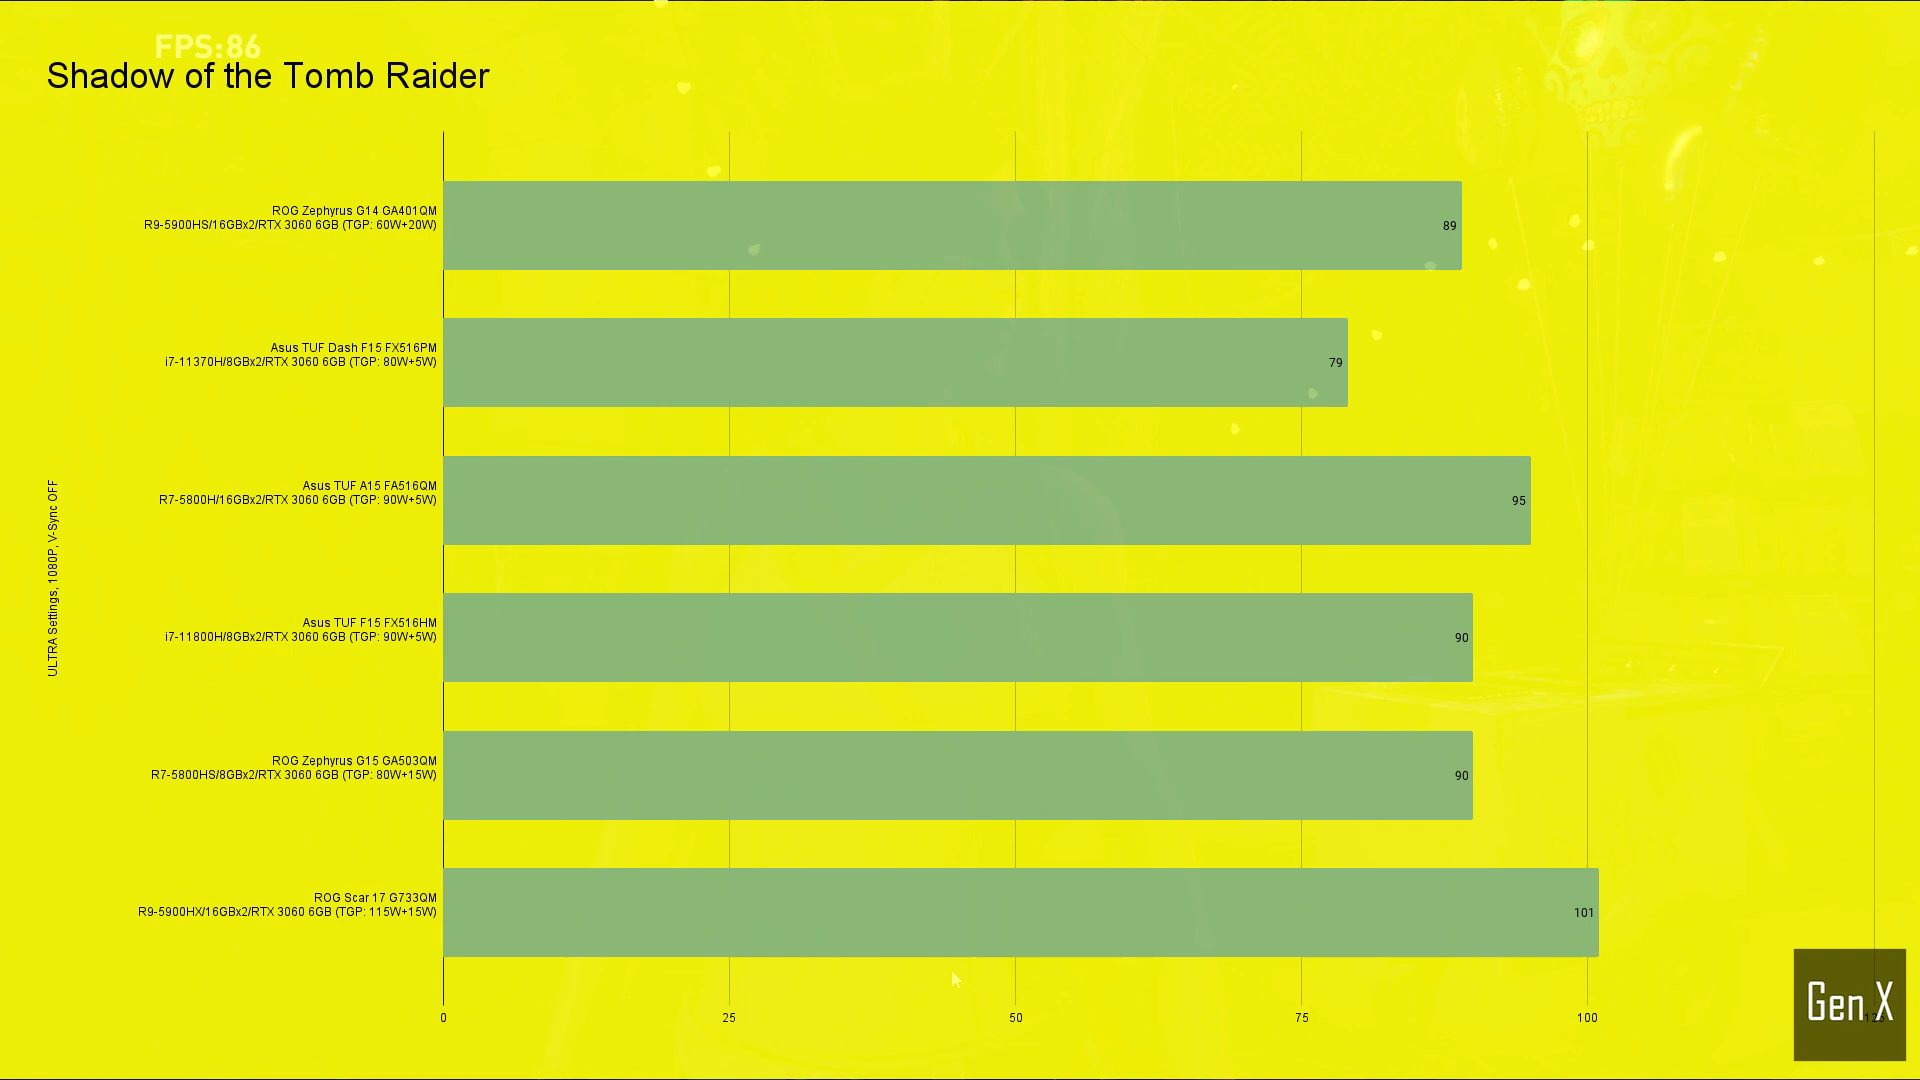 FPS:86
Shadow of the Tomb Raider
ROG Zephyrus G14 GA401QM
R9-5900HS/16GBx2/RTX 3060 6GB (TGP: 60W+20W)
89
Asus TUF Dash F15 FX516PM
i7-11370H/8GBx2/RTX 3060 6GB (TGP: 80W+5W)
79
Asus TUF A15 FA516QM
R7-5800H/16GBx2/RTX 3060 6GB (TGP: 90W+5W)
95
Asus TUF F15 FX516HM
i7-11800H/8GBx2/RTX 3060 6GB (TGP: 90W+5W)
90
ROG Zephyrus G15 GA503QM
R7-5800HS/8GBx2/RTX 3060 6GB (TGP: 80W+15W)
90
ROG Scar 17 G733QM
R9-5900HX/16GBx2/RTX 3060 6GB (TGP: 115W+15W)
101
ULTRA Settings, 1080P, V-Sync OFF
0 25 50 75 100 125
Gen X